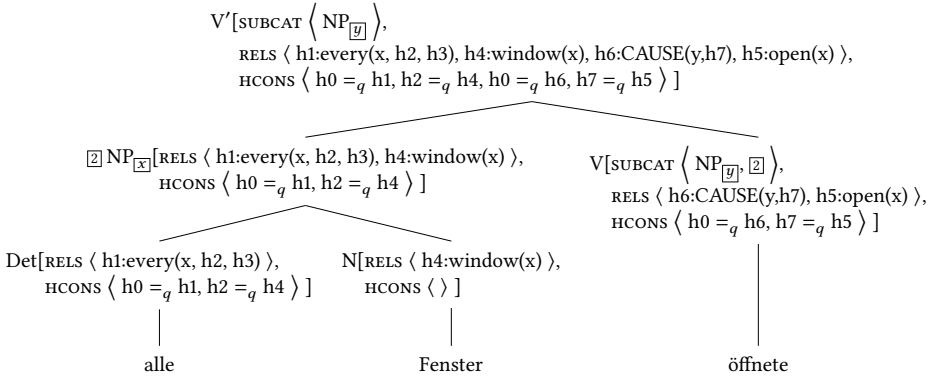 V′[SUBCAT ⟨ NP[y] ⟩,
RELS ⟨ h1:every(x, h2, h3), h4:window(x), h6:CAUSE(y,h7), h5:open(x) ⟩,
HCONS ⟨ h0 =q h1, h2 =q h4, h0 =q h6, h7 =q h5 ⟩ ]
[2] NP[x][RELS ⟨ h1:every(x, h2, h3), h4:window(x) ⟩,
HCONS ⟨ h0 =q h1, h2 =q h4 ⟩ ]
V[SUBCAT ⟨ NP[y], [2] ⟩,
RELS ⟨ h6:CAUSE(y,h7), h5:open(x) ⟩,
HCONS ⟨ h0 =q h6, h7 =q h5 ⟩ ]
Det[RELS ⟨ h1:every(x, h2, h3) ⟩,
HCONS ⟨ h0 =q h1, h2 =q h4 ⟩ ]
N[RELS ⟨ h4:window(x) ⟩,
HCONS ⟨ ⟩ ]
alle
Fenster
öffnete